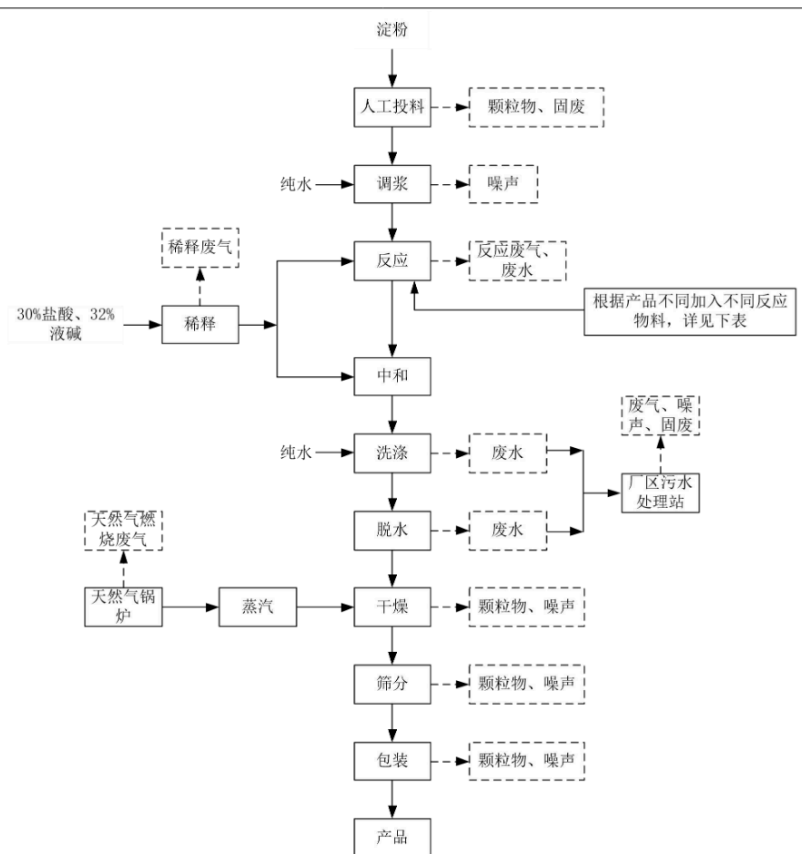 淀粉
人工投料
颗粒物、固废
纯水
调浆
噪声
稀释废气
反应
反应废气、
废水
30%盐酸、32%
液碱
稀释
根据产品不同加入不同反应
物料，详见下表
中和
废气、噪
声、固废
纯水
洗涤
废水
厂区污水
处理站
天然气燃
烧废气
脱水
废水
天然气锅
炉
蒸汽
干燥
颗粒物、噪声
筛分
颗粒物、噪声
包装
颗粒物、噪声
产品